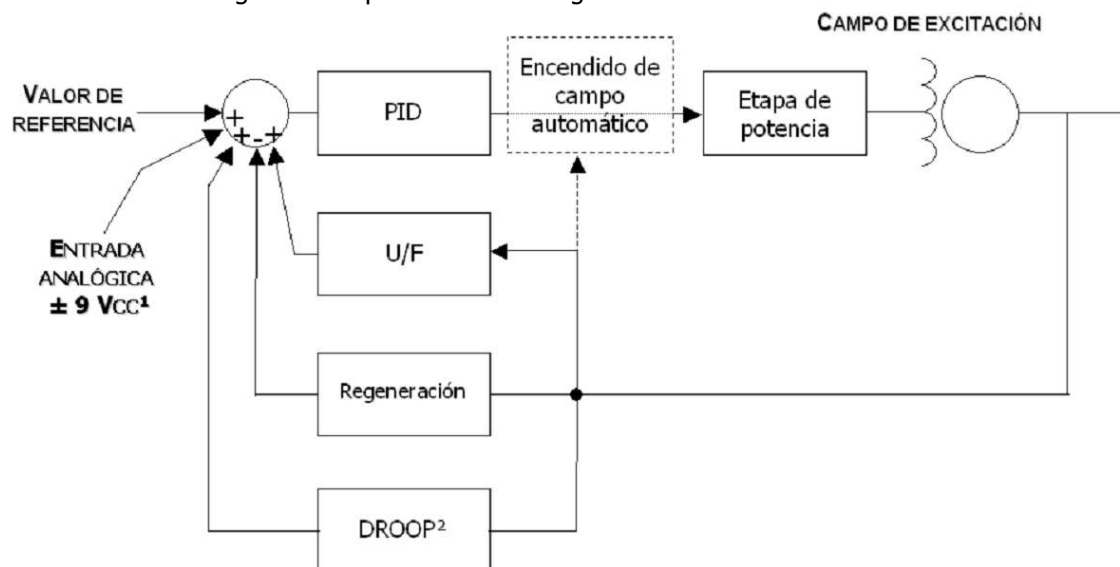 CAMPO DE EXCITACIÓN
VALOR DE
REFERENCIA
+
+
-
+
PID
Encendido de
campo
automático
Etapa de
potencia
ENTRADA
ANALÓGICA
± 9 VCC¹
U/F
Regeneración
DROOP²